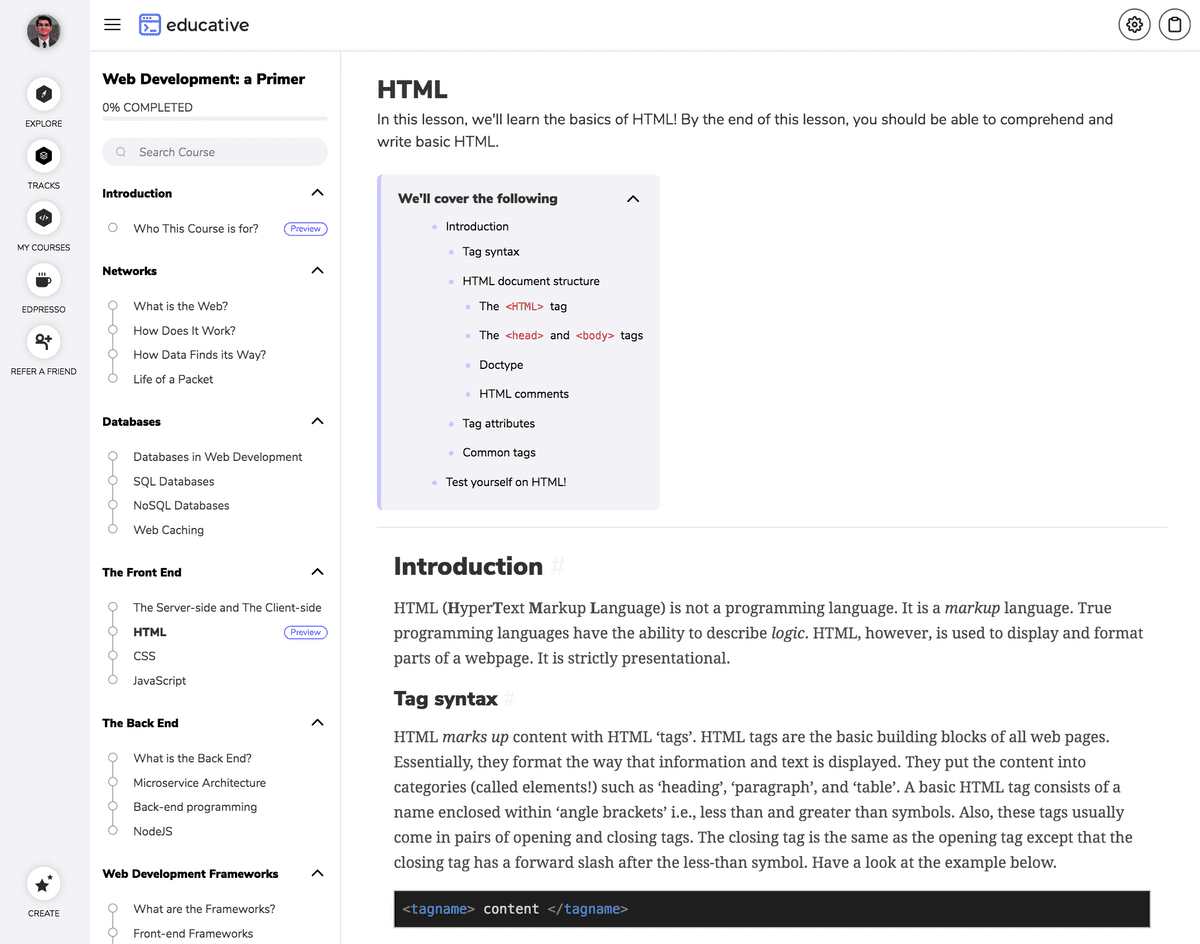 educative
EXPLORE
TRACKS
MY COURSES
EDPRESSO
REFER A FRIEND
CREATE
Web Development: a Primer
0% COMPLETED
Search Course
Introduction
Who This Course is for? Preview
Networks
What is the Web?
How Does It Work?
How Data Finds its Way?
Life of a Packet
Databases
Databases in Web Development
SQL Databases
NoSQL Databases
Web Caching
The Front End
The Server-side and The Client-side
HTML Preview
CSS
JavaScript
The Back End
What is the Back End?
Microservice Architecture
Back-end programming
NodeJS
Web Development Frameworks
What are the Frameworks?
Front-end Frameworks
HTML
In this lesson, we'll learn the basics of HTML! By the end of this lesson, you should be able to comprehend and
write basic HTML.
We'll cover the following
Introduction
Tag syntax
HTML document structure
The <HTML> tag
The <head> and <body> tags
Doctype
HTML comments
Tag attributes
Common tags
Test yourself on HTML!
Introduction #
HTML (HyperText Markup Language) is not a programming language. It is a markup language. True
programming languages have the ability to describe logic. HTML, however, is used to display and format
parts of a webpage. It is strictly presentational.
Tag syntax #
HTML marks up content with HTML ‘tags’. HTML tags are the basic building blocks of all web pages.
Essentially, they format the way that information and text is displayed. They put the content into
categories (called elements!) such as ‘heading’, ‘paragraph’, and ‘table’. A basic HTML tag consists of a
name enclosed within ‘angle brackets’ i.e., less than and greater than symbols. Also, these tags usually
come in pairs of opening and closing tags. The closing tag is the same as the opening tag except that the
closing tag has a forward slash after the less-than symbol. Have a look at the example below.
<tagname> content </tagname>